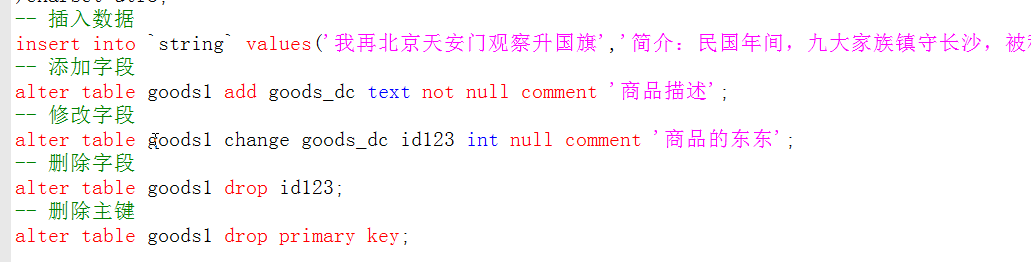 -- 插入数据
insert into `string` values('我再北京天安门观察升国旗','简介：民国年间，九大家族镇守长沙，被
-- 添加字段
alter table goods1 add goods_dc text not null comment '商品描述';
-- 修改字段
alter table goods1 change goods_dc id123 int null comment '商品的东东';
-- 删除字段
alter table goods1 drop id123;
-- 删除主键
alter table goods1 drop primary key;